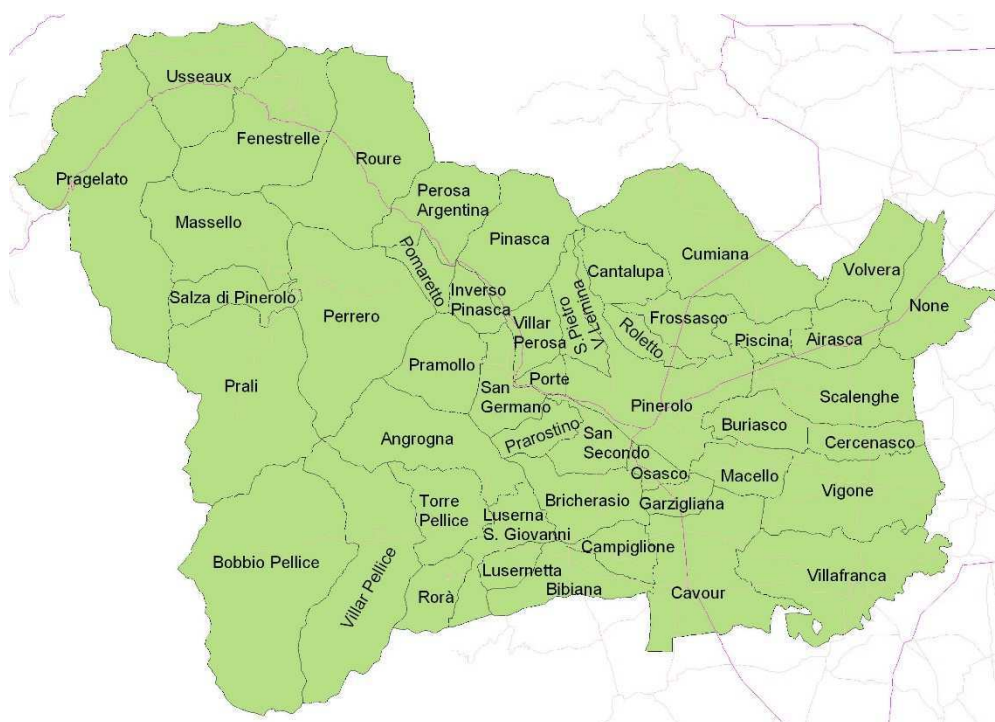 Usseaux
Fenestrelle
Roure
Pragelato
Perosa
Argentina
Massello
Pinasca
Cumiana
Cantalupa
Volvera
Pomaretto
Salza di Pinerolo
Inverso
Pinasca
None
Perrero
Villar
Perosa
S.Pietro
V.Lemina
Frossasco
Roletto
Piscina
Airasca
Pramollo
Prali
San
Germano
Porte
Pinerolo
Scalenghe
Buriasco
Angrogna
Prarostino
San
Secondo
Cercenasco
Osasco
Macello
Vigone
Torre
Pellice
Luserna
S. Giovanni
Bricherasio
Garzigliana
Bobbio Pellice
Villar Pellice
Campiglione
Lusernetta
Bibiana
Rorà
Cavour
Villafranca